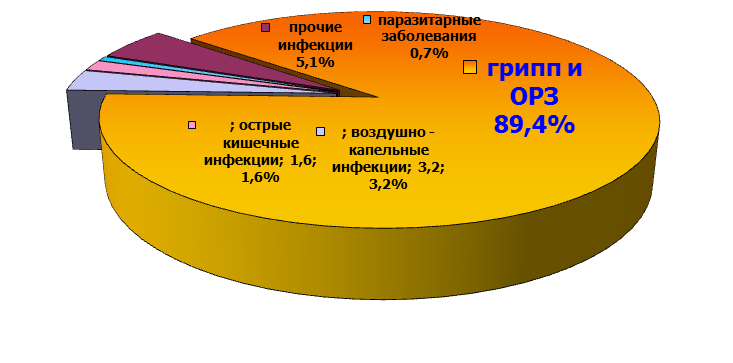 прочие
инфекции
5,1%
паразитарные
заболевания
0,7%
грипп и
ОРЗ
89,4%
; острые
кишечные
инфекции; 1,6;
1,6%
; воздушно -
капельные
инфекции; 3,2;
3,2%